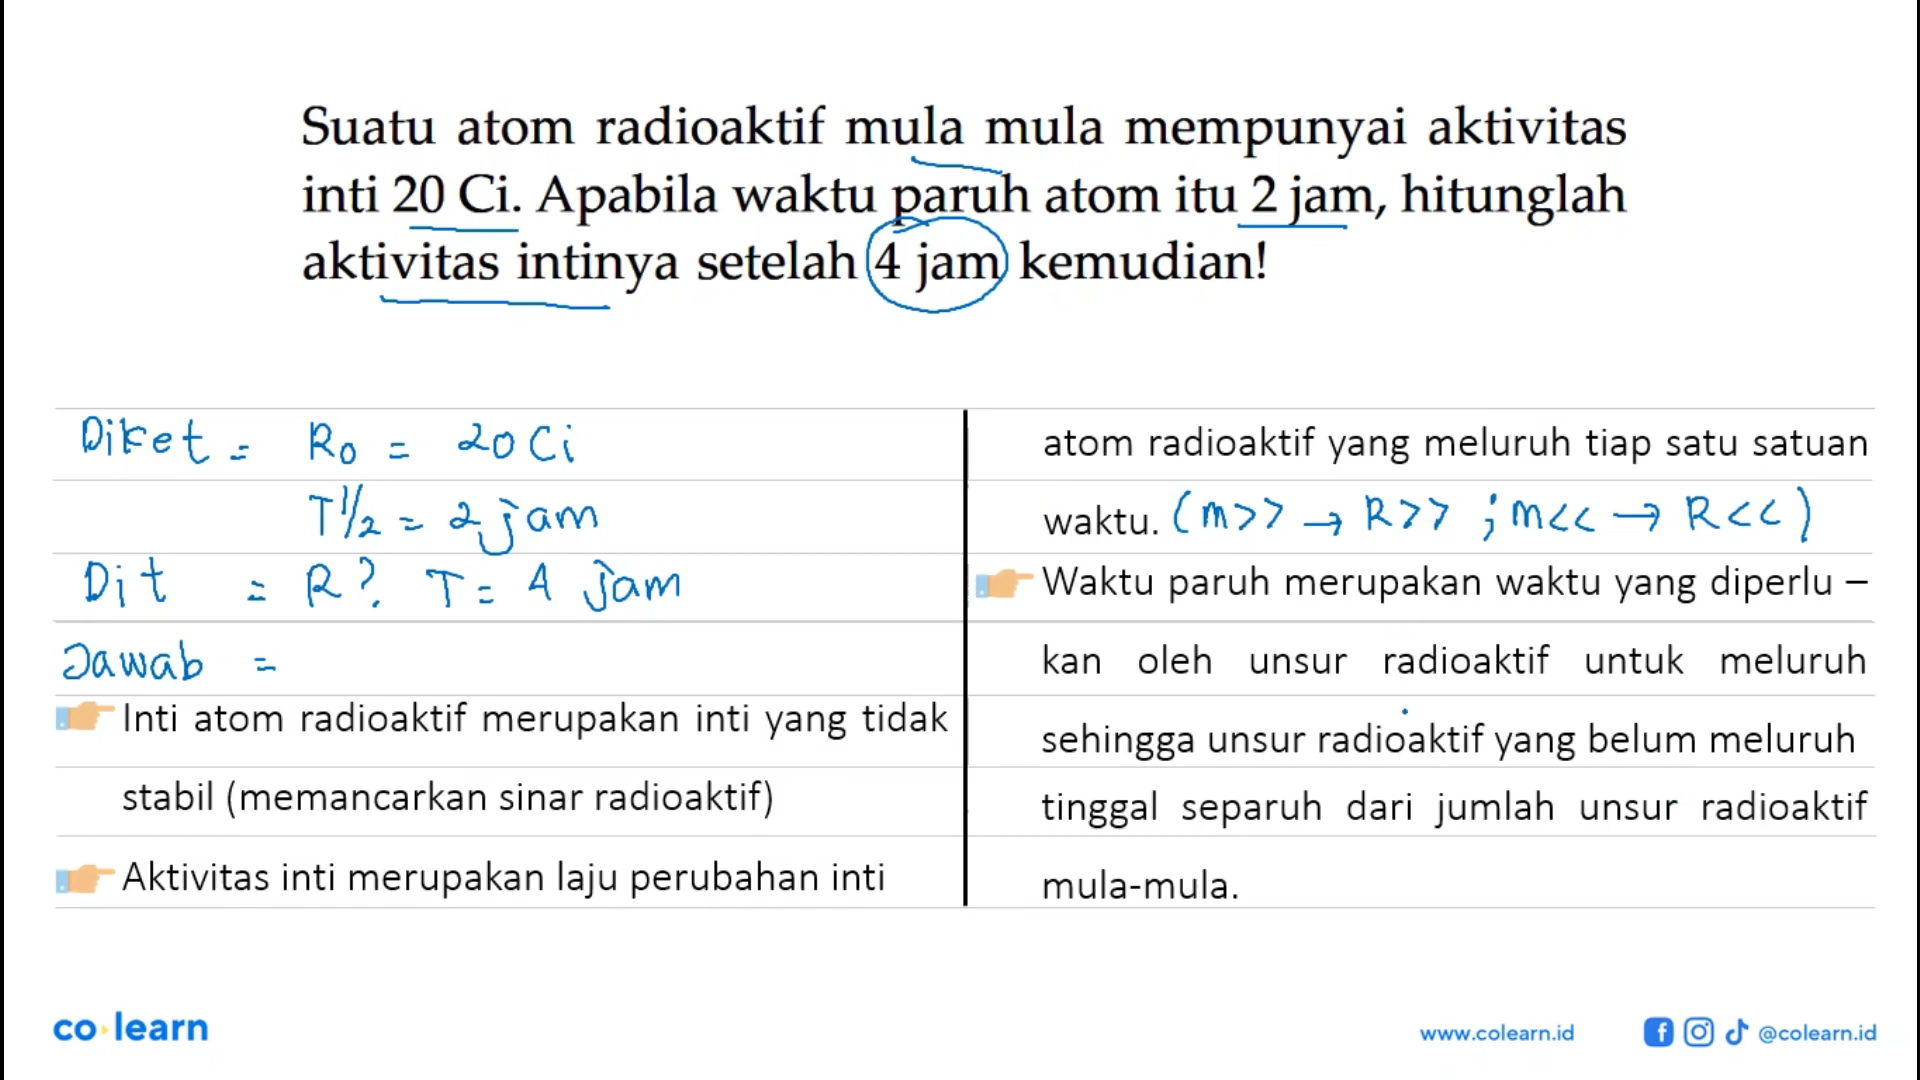 Suatu atom radioaktif mula mula mempunyai aktivitas
inti 20 Ci. Apabila waktu paruh atom itu 2 jam, hitunglah
aktivitas intinya setelah 4 jam kemudian!
Diket = R0 = 20 Ci
T 1/2 = 2 jam
Dit = R? T = 4 jam
Jawab =
Inti atom radioaktif merupakan inti yang tidak
stabil (memancarkan sinar radioaktif)
Aktivitas inti merupakan laju perubahan inti
atom radioaktif yang meluruh tiap satu satuan
waktu. (m>> → R>> ; m<< → R<<)
Waktu paruh merupakan waktu yang diperlu –
kan oleh unsur radioaktif untuk meluruh
sehingga unsur radioaktif yang belum meluruh
tinggal separuh dari jumlah unsur radioaktif
mula-mula.
co learn
www.colearn.id
@colearn.id